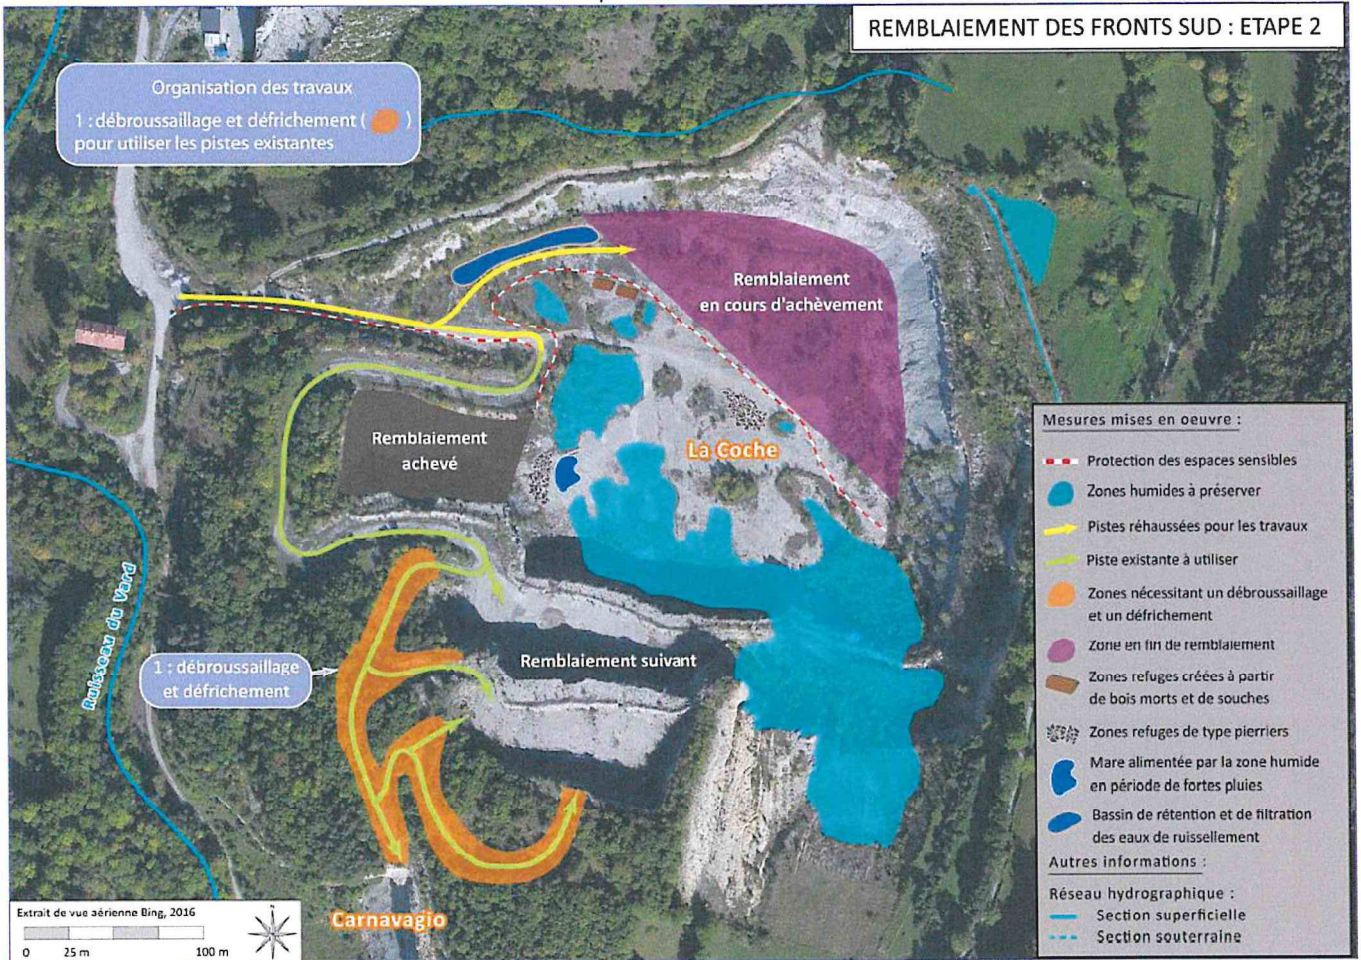 REMBLAIEMENT DES FRONTS SUD : ETAPE 2
Organisation des travaux
1 : débroussaillage et défrichement ( )
pour utiliser les pistes existantes
Remblaiement
en cours d'achèvement
Remblaiement
achevé
La Coche
Remblaiement suivant
1 : débroussaillage
et défrichement
Ruisseau du Vard
Carnavagio
Mesures mises en oeuvre :
Protection des espaces sensibles
Zones humides à préserver
Pistes réhaussées pour les travaux
Piste existante à utiliser
Zones nécessitant un débroussaillage
et un défrichement
Zone en fin de remblaiement
Zones refuges créées à partir
de bois morts et de souches
Zones refuges de type pierriers
Mare alimentée par la zone humide
en période de fortes pluies
Bassin de rétention et de filtration
des eaux de ruissellement
Autres informations :
Réseau hydrographique :
Section superficielle
Section souterraine
Extrait de vue aérienne Bing, 2016
0 25 m 100 m